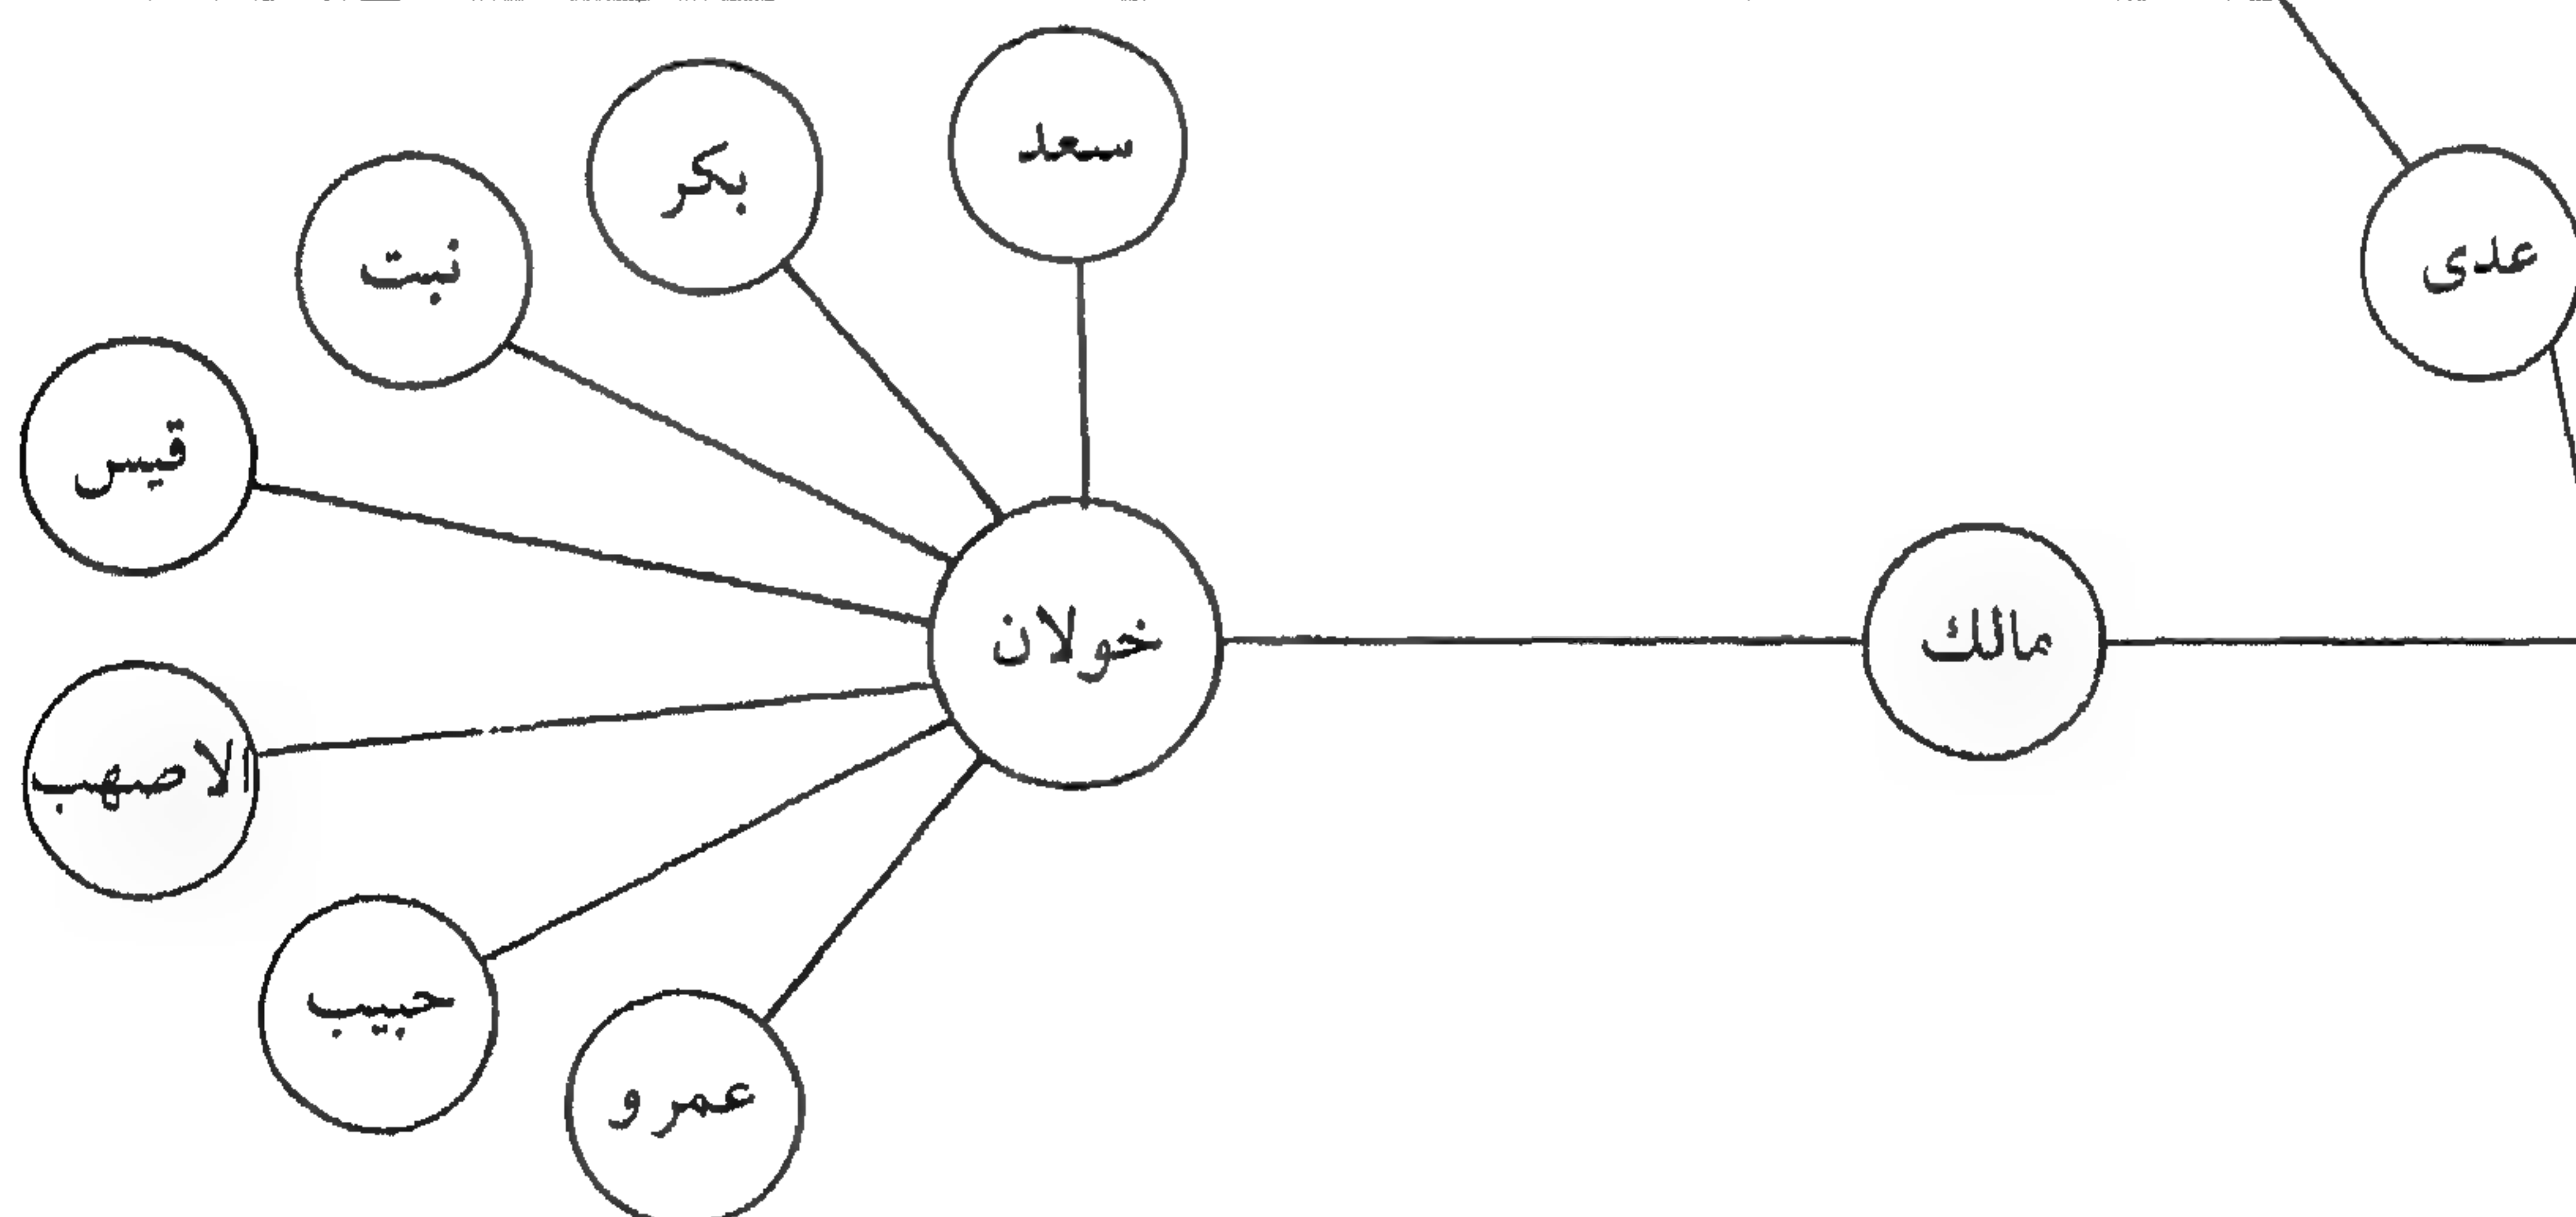 سعد
بكر
عدى
نبت
قيس
خولان
مالك
الاصهب
حبيب
عمرو